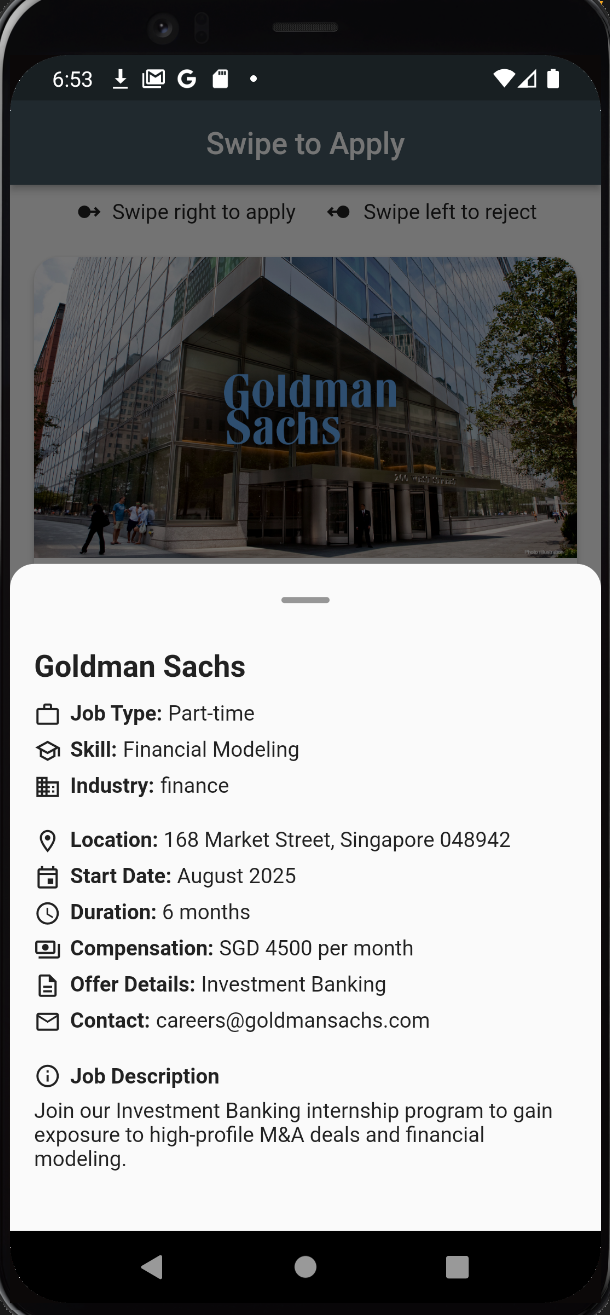 6:53
Swipe to Apply
Swipe right to apply
Swipe left to reject
Goldman
Sachs
Goldman Sachs
Job Type: Part-time
Skill: Financial Modeling
Industry: finance
Location: 168 Market Street, Singapore 048942
Start Date: August 2025
Duration: 6 months
Compensation: SGD 4500 per month
Offer Details: Investment Banking
Contact: careers@goldmansachs.com
Job Description
Join our Investment Banking internship program to gain
exposure to high-profile M&A deals and financial
modeling.